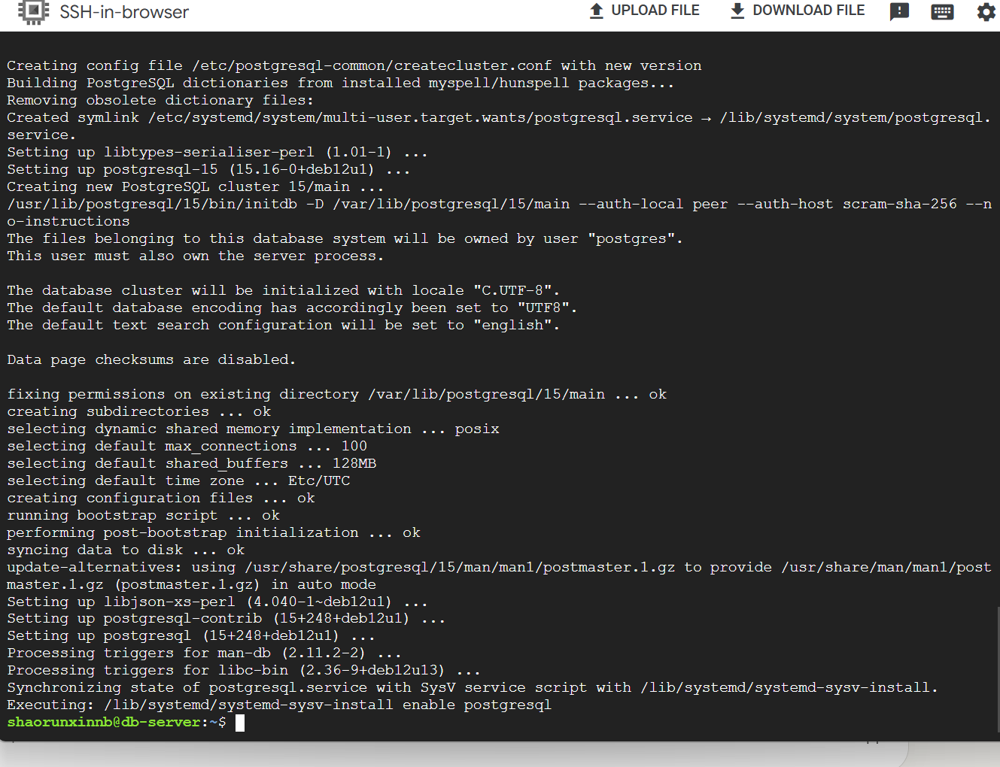 SSH-in-browser
UPLOAD FILE
DOWNLOAD FILE
Creating config file /etc/postgresql-common/createcluster.conf with new version
Building PostgreSQL dictionaries from installed myspell/hunspell packages...
Removing obsolete dictionary files:
Created symlink /etc/systemd/system/multi-user.target.wants/postgresql.service → /lib/systemd/system/postgresql.
service.
Setting up libtypes-serialiser-perl (1.01-1) ...
Setting up postgresql-15 (15.16-0+deb12u1) ...
Creating new PostgreSQL cluster 15/main ...
/usr/lib/postgresql/15/bin/initdb -D /var/lib/postgresql/15/main --auth-local peer --auth-host scram-sha-256 --n
o-instructions
The files belonging to this database system will be owned by user "postgres".
This user must also own the server process.
The database cluster will be initialized with locale "C.UTF-8".
The default database encoding has accordingly been set to "UTF8".
The default text search configuration will be set to "english".
Data page checksums are disabled.
fixing permissions on existing directory /var/lib/postgresql/15/main ... ok
creating subdirectories ... ok
selecting dynamic shared memory implementation ... posix
selecting default max_connections ... 100
selecting default shared_buffers ... 128MB
selecting default time zone ... Etc/UTC
creating configuration files ... ok
running bootstrap script ... ok
performing post-bootstrap initialization ... ok
syncing data to disk ... ok
update-alternatives: using /usr/share/postgresql/15/man/man1/postmaster.1.gz to provide /usr/share/man/man1/post
master.1.gz (postmaster.1.gz) in auto mode
Setting up libjson-xs-perl (4.040-1~deb12u1) ...
Setting up postgresql-contrib (15+248+deb12u1) ...
Setting up postgresql (15+248+deb12u1) ...
Processing triggers for man-db (2.11.2-2) ...
Processing triggers for libc-bin (2.36-9+deb12u13) ...
Synchronizing state of postgresql.service with SysV service script with /lib/systemd/systemd-sysv-install.
Executing: /lib/systemd/systemd-sysv-install enable postgresql
shaorunxinnb@db-server:~$